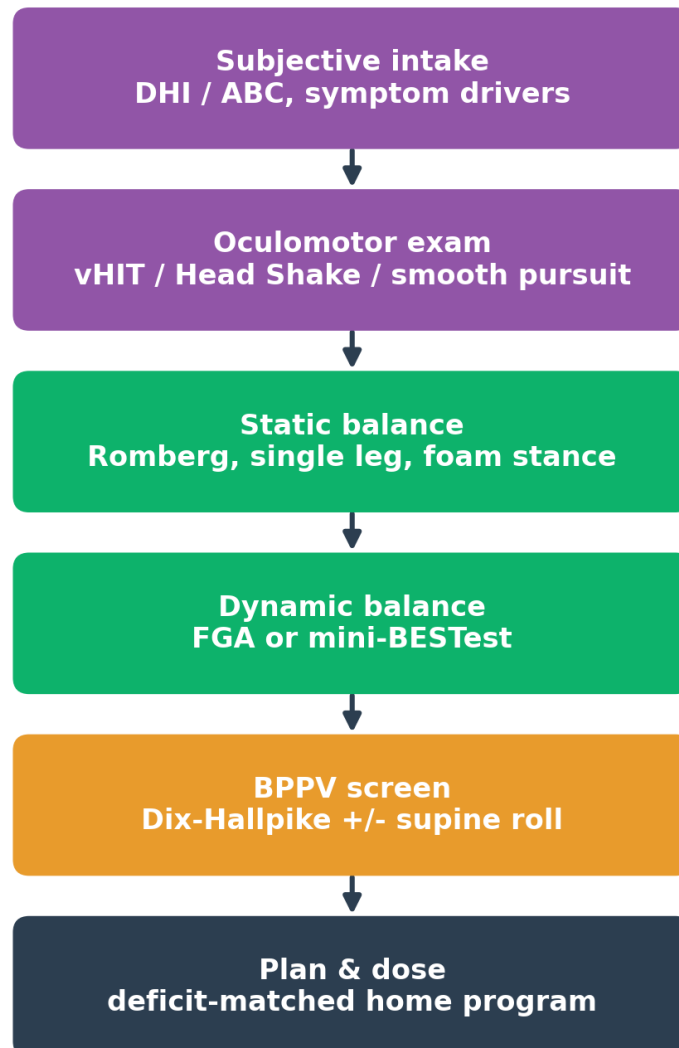 Subjective intake
DHI / ABC, symptom drivers
Oculomotor exam
vHIT / Head Shake / smooth pursuit
Static balance
Romberg, single leg, foam stance
Dynamic balance
FGA or mini-BESTest
BPPV screen
Dix-Hallpike +/- supine roll
Plan & dose
deficit-matched home program